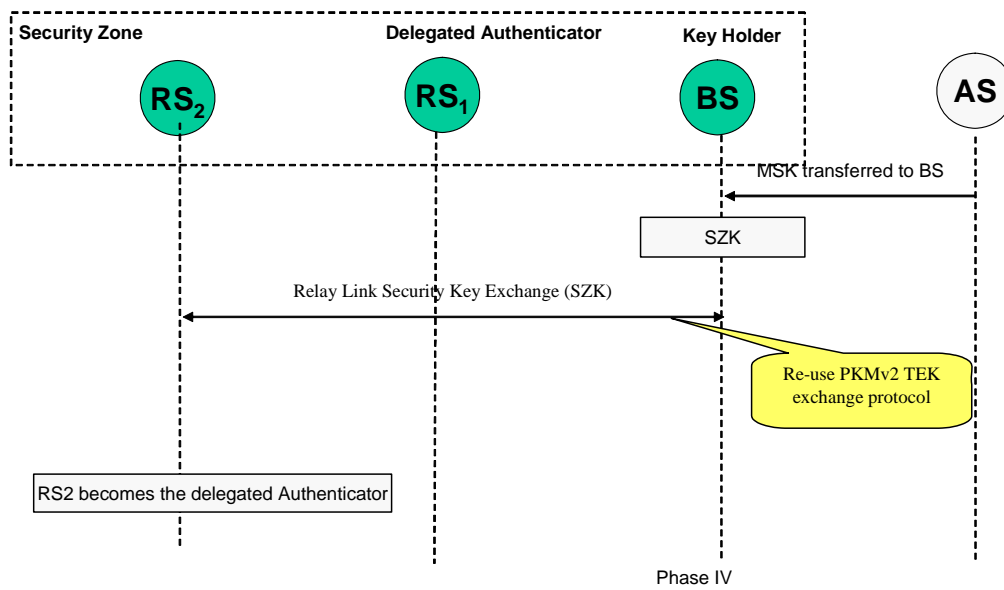 Security Zone
Delegated Authenticator
Key Holder
RS2
RS1
BS
AS
MSK transferred to BS
SZK
Relay Link Security Key Exchange (SZK)
Re-use PKMv2 TEK
exchange protocol
RS2 becomes the delegated Authenticator
Phase IV